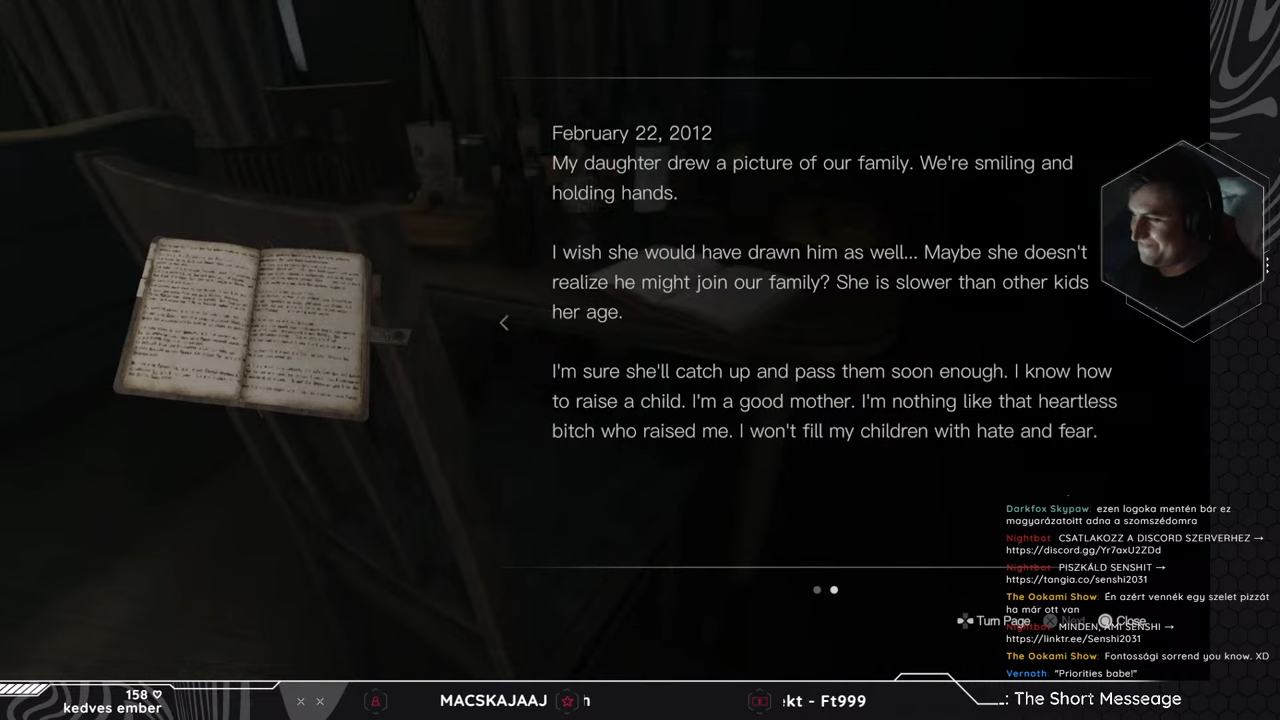 February 22, 2012
My daughter drew a picture of our family. We're smiling and
holding hands.
I wish she would have drawn him as well... Maybe she doesn't
realize he might join our family? She is slower than other kids
her age.
I'm sure she'll catch up and pass them soon enough. I know how
to raise a child. I'm a good mother. I'm nothing like that heartless
bitch who raised me. I won't fill my children with hate and fear.
Turn Page Next Close
Darkfox Skypaw: ezen logoka mentén bár ez
magyarázatoitt adna a szomszédomra
Nightbot: CSATLAKOZZ A DISCORD SZERVERHEZ →
https://discord.gg/Yr7axU2ZDd
Nightbot: PISZKÁLD SENSHIT →
https://tangia.co/senshi2031
The Ookami Show: Én azért vennék egy szelet pizzát
ha már ott van
Nightbot: MINDEN, AMI SENSHI →
https://linktr.ee/Senshi2031
The Ookami Show: Fontossági sorrend you know. XD
Vernoth: "Priorities babe!"
158 ♡
kedves ember
MACSKAJAAJ
h
ekt - Ft999
..: The Short Messeage